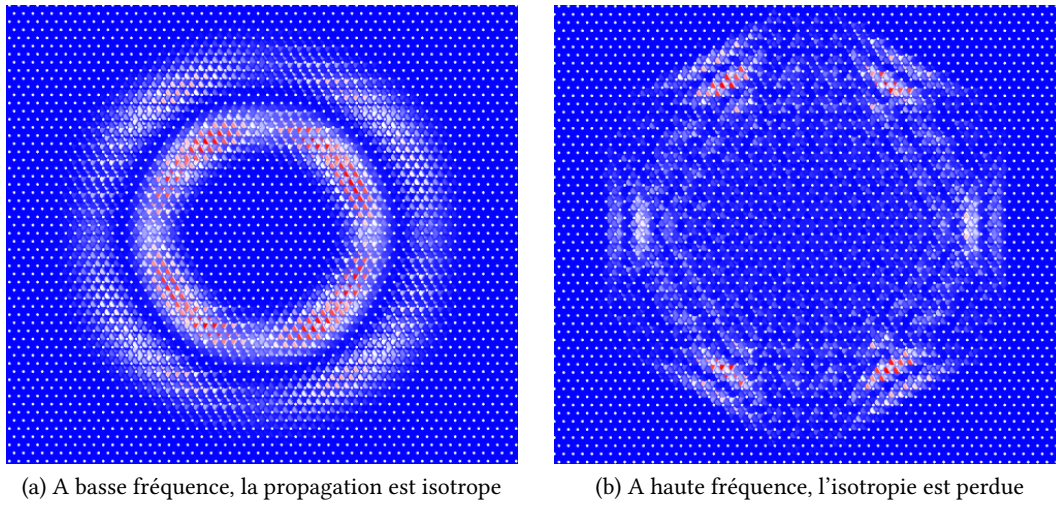 (a) A basse fréquence, la propagation est isotrope
(b) A haute fréquence, l'isotropie est perdue